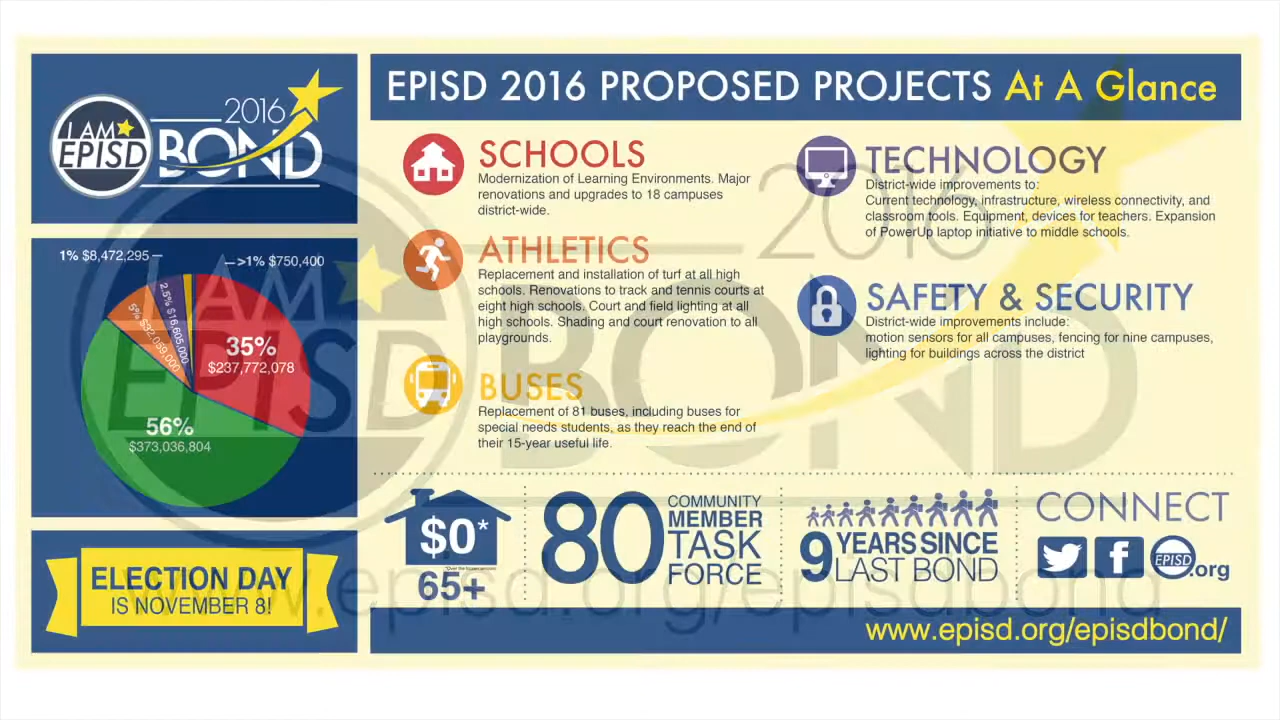 I AM
EPISD
2016
BOND
1% $8,472,295
>1% $750,400
2.5% $16,605,000
5% $32,039,000
35%
$237,772,078
56%
$373,036,804
ELECTION DAY
IS NOVEMBER 8!
EPISD 2016 PROPOSED PROJECTS At A Glance
SCHOOLS
Modernization of Learning Environments. Major
renovations and upgrades to 18 campuses
district-wide.
ATHLETICS
Replacement and installation of turf at all high
schools. Renovations to track and tennis courts at
eight high schools. Court and field lighting at all
high schools. Shading and court renovation to all
playgrounds.
BUSES
Replacement of 81 buses, including buses for
special needs students, as they reach the end of
their 15-year useful life.
TECHNOLOGY
District-wide improvements to:
Current technology, infrastructure, wireless connectivity, and
classroom tools. Equipment, devices for teachers. Expansion
of PowerUp laptop initiative to middle schools.
SAFETY & SECURITY
District-wide improvements include:
motion sensors for all campuses, fencing for nine campuses,
lighting for buildings across the district
$0*
65+
80 COMMUNITY
MEMBER
TASK
FORCE
9 YEARS SINCE
LAST BOND
CONNECT
EPISD.org
www.episd.org/episdbond/
I AM
EPISD
2016
BOND
www.episd.org/episdbond